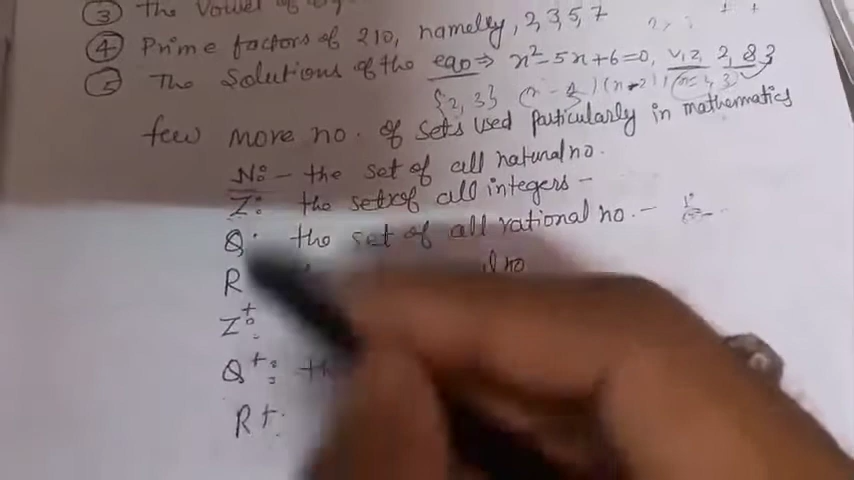 ③ The Vowel of
④ Prime factors of 210, namely, 2, 3, 5, 7
⑤ The Solutions of the eqn ⇒ x² - 5x + 6 = 0, viz, 2, & 3
{2, 3}
few more no. of sets used particularly in mathematics
N: - the set of all natural no.
Z: the set of all integers -
Q: the set of all rational no. -
R no
Z⁺:
Q⁺:
R⁺: